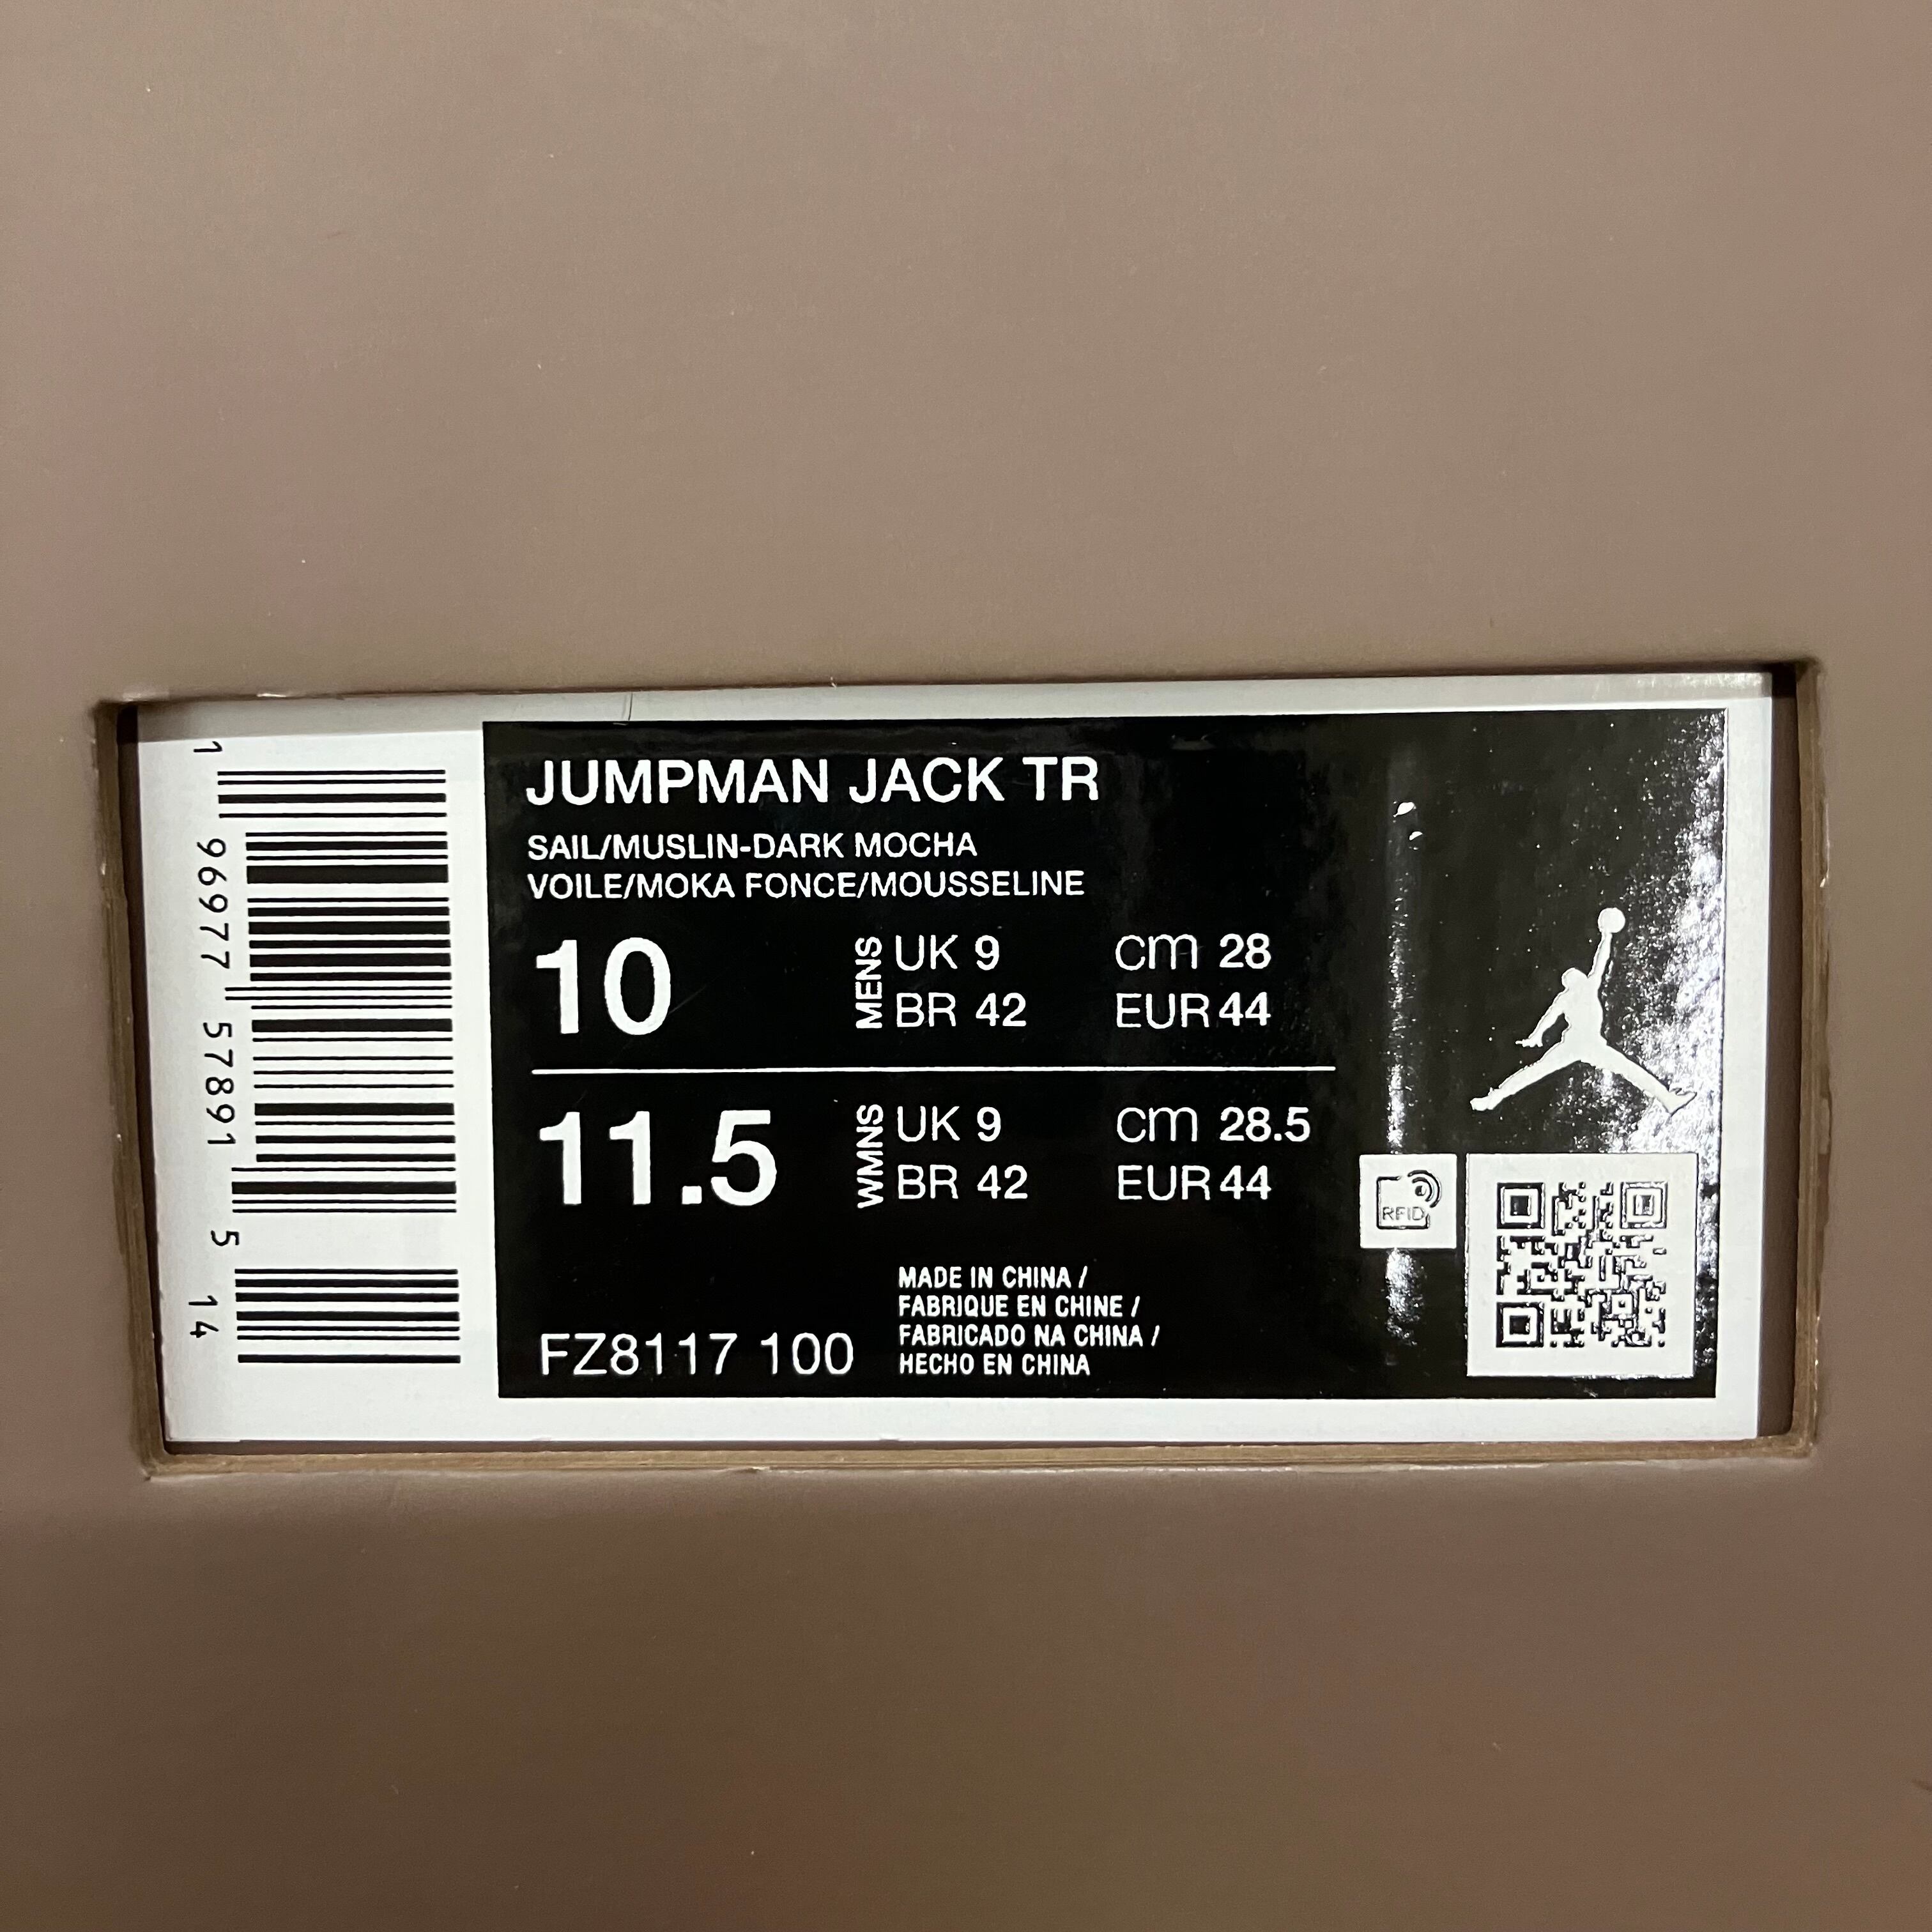 1 96977 57891 5 14
JUMPMAN JACK TR
SAIL/MUSLIN-DARK MOCHA
VOILE/MOKA FONCE/MOUSSELINE
10 MENS UK 9 cm 28
BR 42 EUR 44
11.5 WMNS UK 9 cm 28.5
BR 42 EUR 44
RFID
FZ8117 100
MADE IN CHINA /
FABRIQUE EN CHINE /
FABRICADO NA CHINA /
HECHO EN CHINA